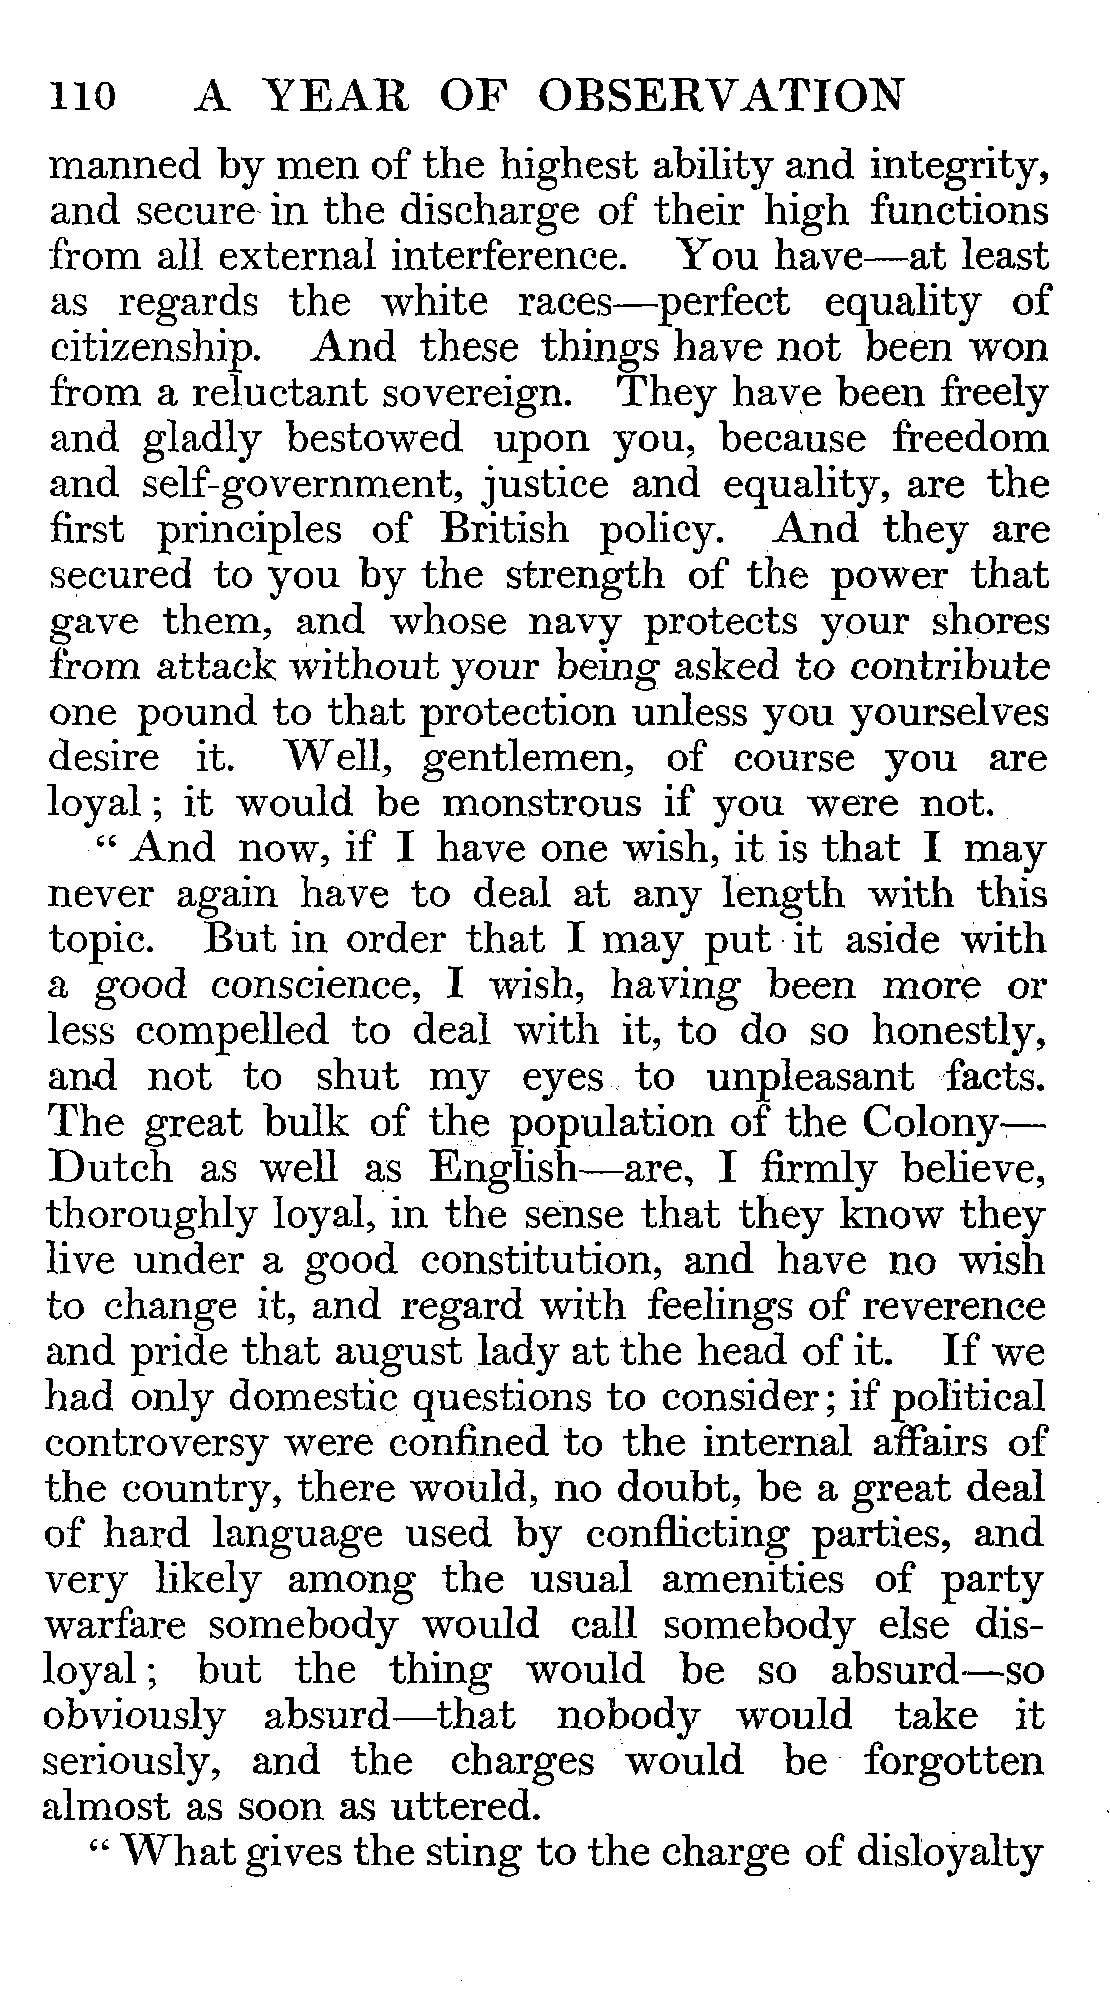 110 A YEAR OF OBSERVATION
manned by men of the highest ability and integrity,
and secure in the discharge of their high functions
from all external interference. You have—at least
as regards the white races—perfect equality of
citizenship. And these things have not been won
from a reluctant sovereign. They have been freely
and gladly bestowed upon you, because freedom
and self-government, justice and equality, are the
first principles of British policy. And they are
secured to you by the strength of the power that
gave them, and whose navy protects your shores
from attack without your being asked to contribute
one pound to that protection unless you yourselves
desire it. Well, gentlemen, of course you are
loyal; it would be monstrous if you were not.
“And now, if I have one wish, it is that I may
never again have to deal at any length with this
topic. But in order that I may put it aside with
a good conscience, I wish, having been more or
less compelled to deal with it, to do so honestly,
and not to shut my eyes to unpleasant facts.
The great bulk of the population of the Colony—
Dutch as well as English—are, I firmly believe,
thoroughly loyal, in the sense that they know they
live under a good constitution, and have no wish
to change it, and regard with feelings of reverence
and pride that august lady at the head of it. If we
had only domestic questions to consider; if political
controversy were confined to the internal affairs of
the country, there would, no doubt, be a great deal
of hard language used by conflicting parties, and
very likely among the usual amenities of party
warfare somebody would call somebody else dis-
loyal; but the thing would be so absurd—so
obviously absurd—that nobody would take it
seriously, and the charges would be forgotten
almost as soon as uttered.
“What gives the sting to the charge of disloyalty